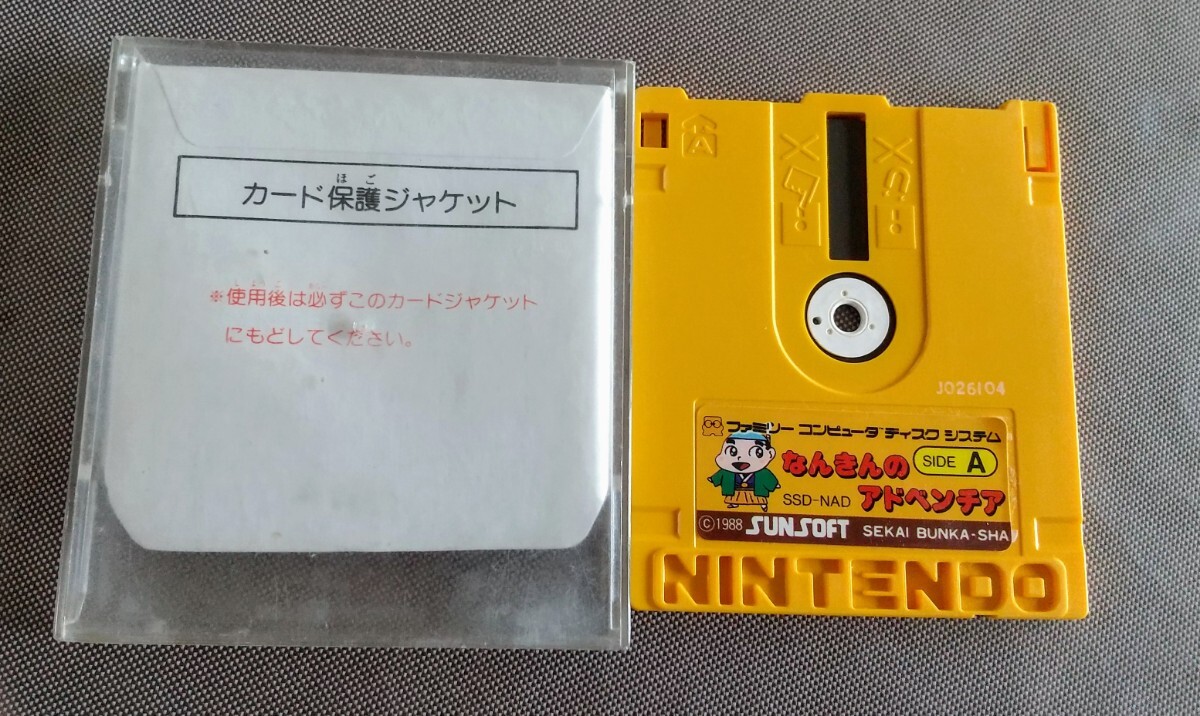 ほご
カード保護ジャケット
※使用後は必ずこのカードジャケット
にもどしてください。
J026104
ファミリー コンピュータ ディスク システム
なんきんの
SIDE A
SSD-NAD アドベンチア
©1988 SUNSOFT SEKAI BUNKA-SHA
NINTENDO